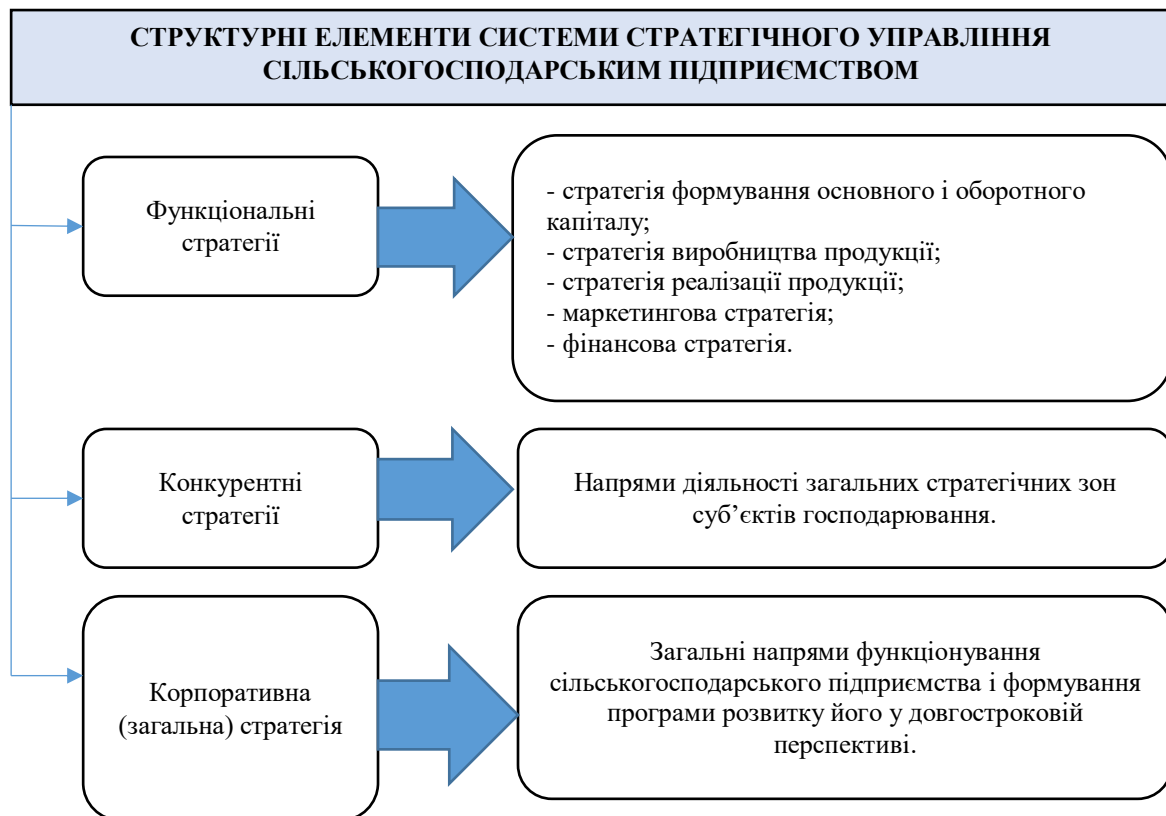 СТРУКТУРНІ ЕЛЕМЕНТИ СИСТЕМИ СТРАТЕГІЧНОГО УПРАВЛІННЯ
СІЛЬСЬКОГОСПОДАРСЬКИМ ПІДПРИЄМСТВОМ
Функціональні
стратегії
- стратегія формування основного і оборотного
капіталу;
- стратегія виробництва продукції;
- стратегія реалізації продукції;
- маркетингова стратегія;
- фінансова стратегія.
Конкурентні
стратегії
Напрями діяльності загальних стратегічних зон
суб’єктів господарювання.
Корпоративна
(загальна) стратегія
Загальні напрями функціонування
сільськогосподарського підприємства і формування
програми розвитку його у довгостроковій
перспективі.